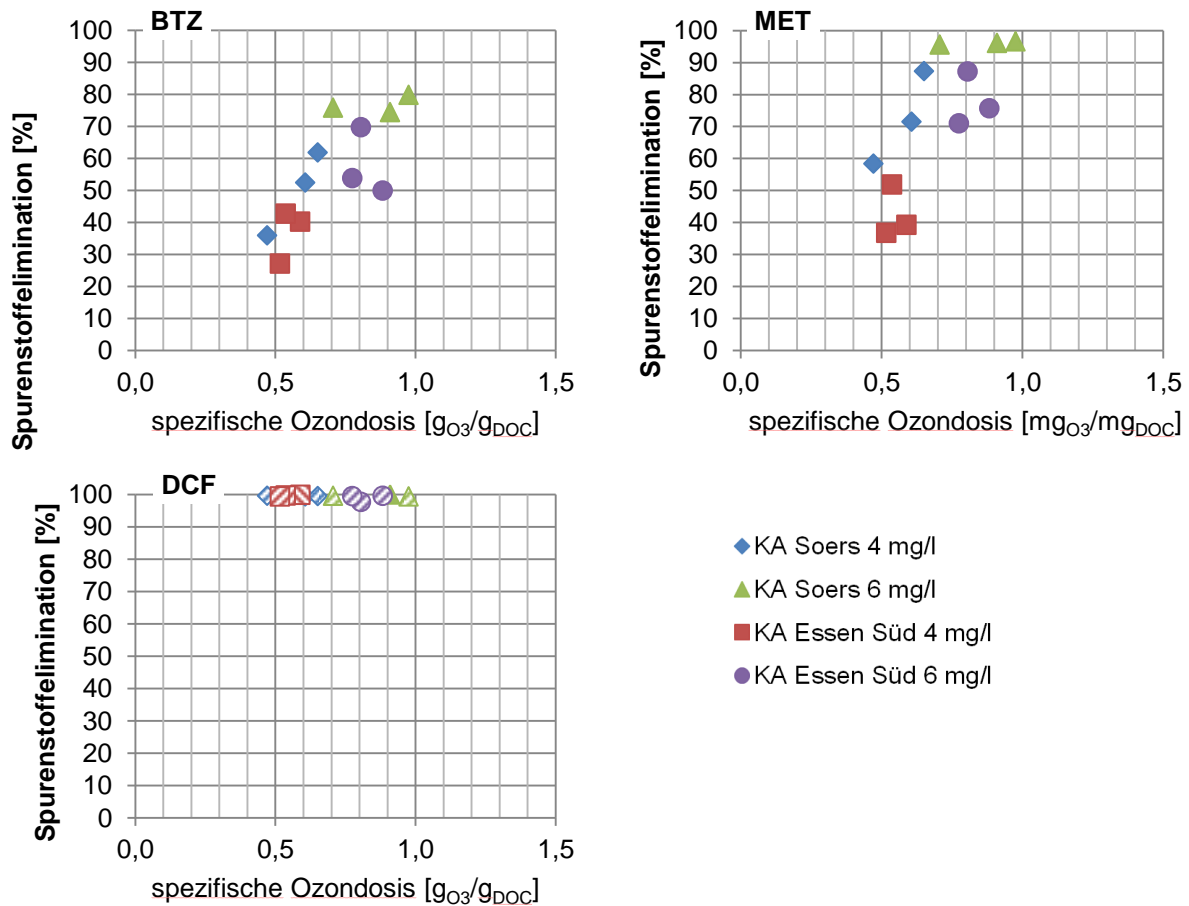 BTZ
Spurenstoffelimination [%]
100
90
80
70
60
50
40
30
20
10
0
0,0 0,5 1,0 1,5
spezifische Ozondosis [gO3/gDOC]
MET
Spurenstoffelimination [%]
100
90
80
70
60
50
40
30
20
10
0
0,0 0,5 1,0 1,5
spezifische Ozondosis [mgO3/mgDOC]
DCF
Spurenstoffelimination [%]
100
90
80
70
60
50
40
30
20
10
0
0,0 0,5 1,0 1,5
spezifische Ozondosis [gO3/gDOC]
KA Soers 4 mg/l
KA Soers 6 mg/l
KA Essen Süd 4 mg/l
KA Essen Süd 6 mg/l